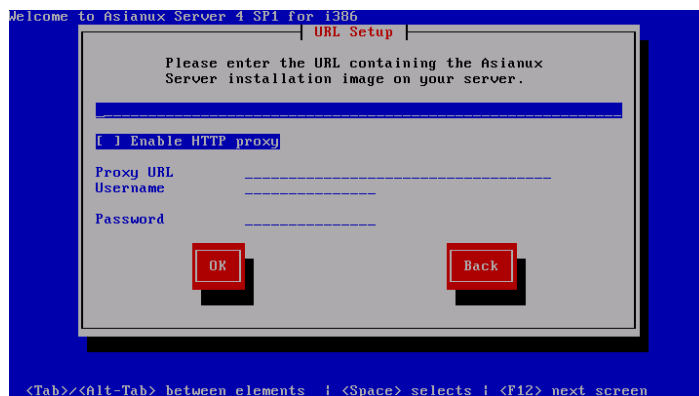 Welcome to Asianux Server 4 SP1 for i386
URL Setup
Please enter the URL containing the Asianux
Server installation image on your server.
[ ] Enable HTTP proxy
Proxy URL
Username
Password
OK
Back
<Tab>/<Alt-Tab> between elements | <Space> selects | <F12> next screen